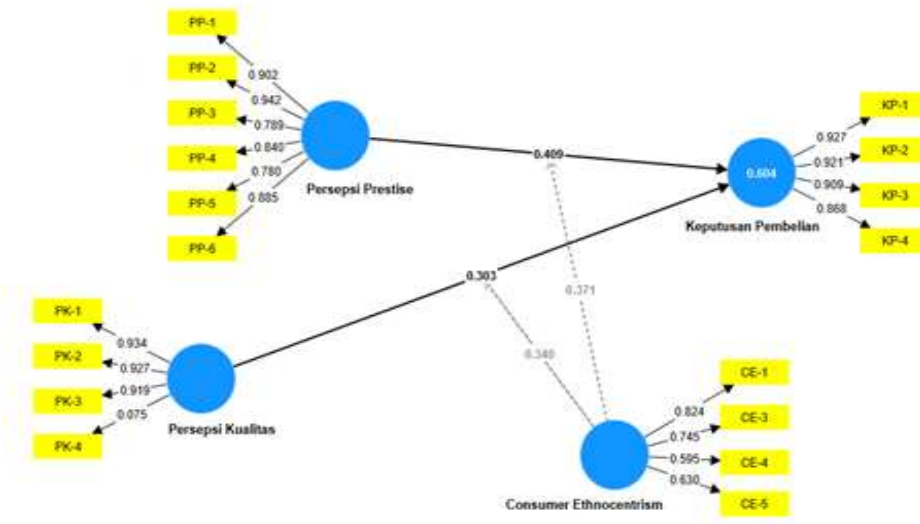 PP-1
PP-2
PP-3
PP-4
PP-5
PP-6
0.902
0.942
0.789
0.840
0.780
0.885
Persepsi Prestise
0.409
0.604
Keputusan Pembelian
KP-1
KP-2
KP-3
KP-4
0.927
0.921
0.909
0.868
0.303
0.371
0.340
PK-1
PK-2
PK-3
PK-4
0.934
0.927
0.919
0.075
Persepsi Kualitas
CE-1
CE-3
CE-4
CE-5
0.824
0.745
0.595
0.630
Consumer Ethnocentrism